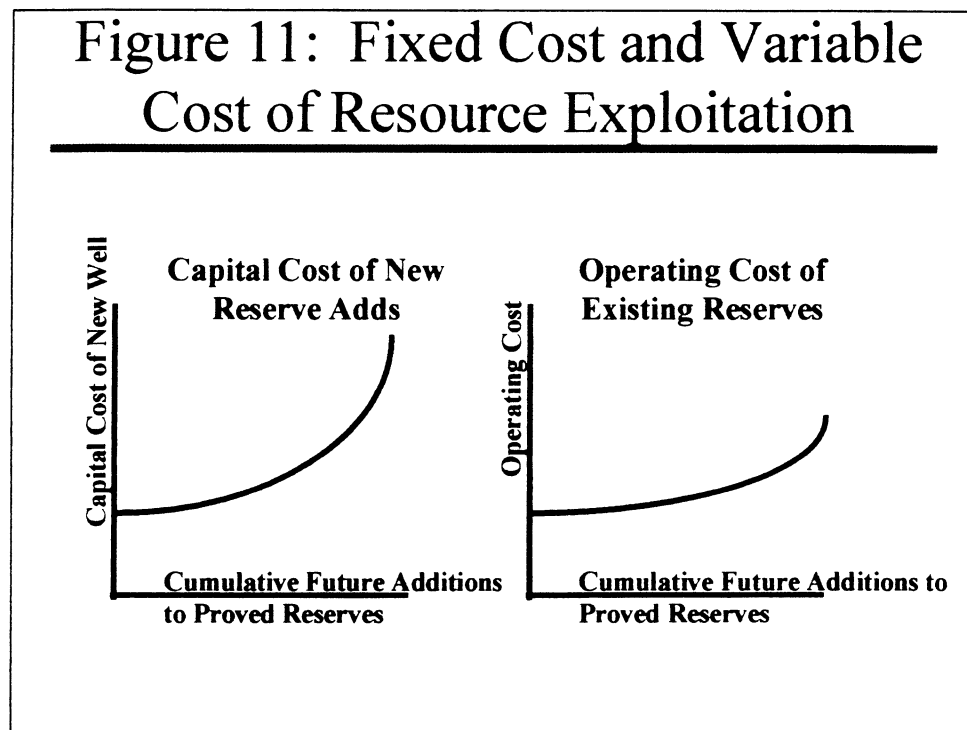 Figure 11: Fixed Cost and Variable
Cost of Resource Exploitation
Capital Cost of New Well
Capital Cost of New
Reserve Adds
Cumulative Future Additions
to Proved Reserves
Operating Cost
Operating Cost of
Existing Reserves
Cumulative Future Additions to
Proved Reserves